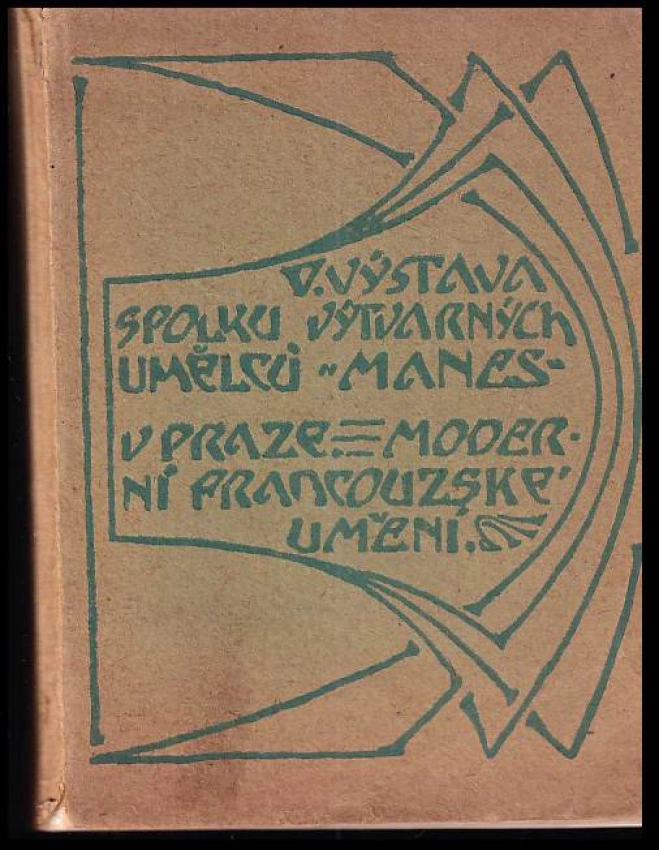 V. VÝSTAVA
SPOLKU VÝTVARNÝCH
UMĚLCŮ „MANES“
V PRAZE. MODER-
NÍ FRANCOUZSKÉ
UMĚNÍ.